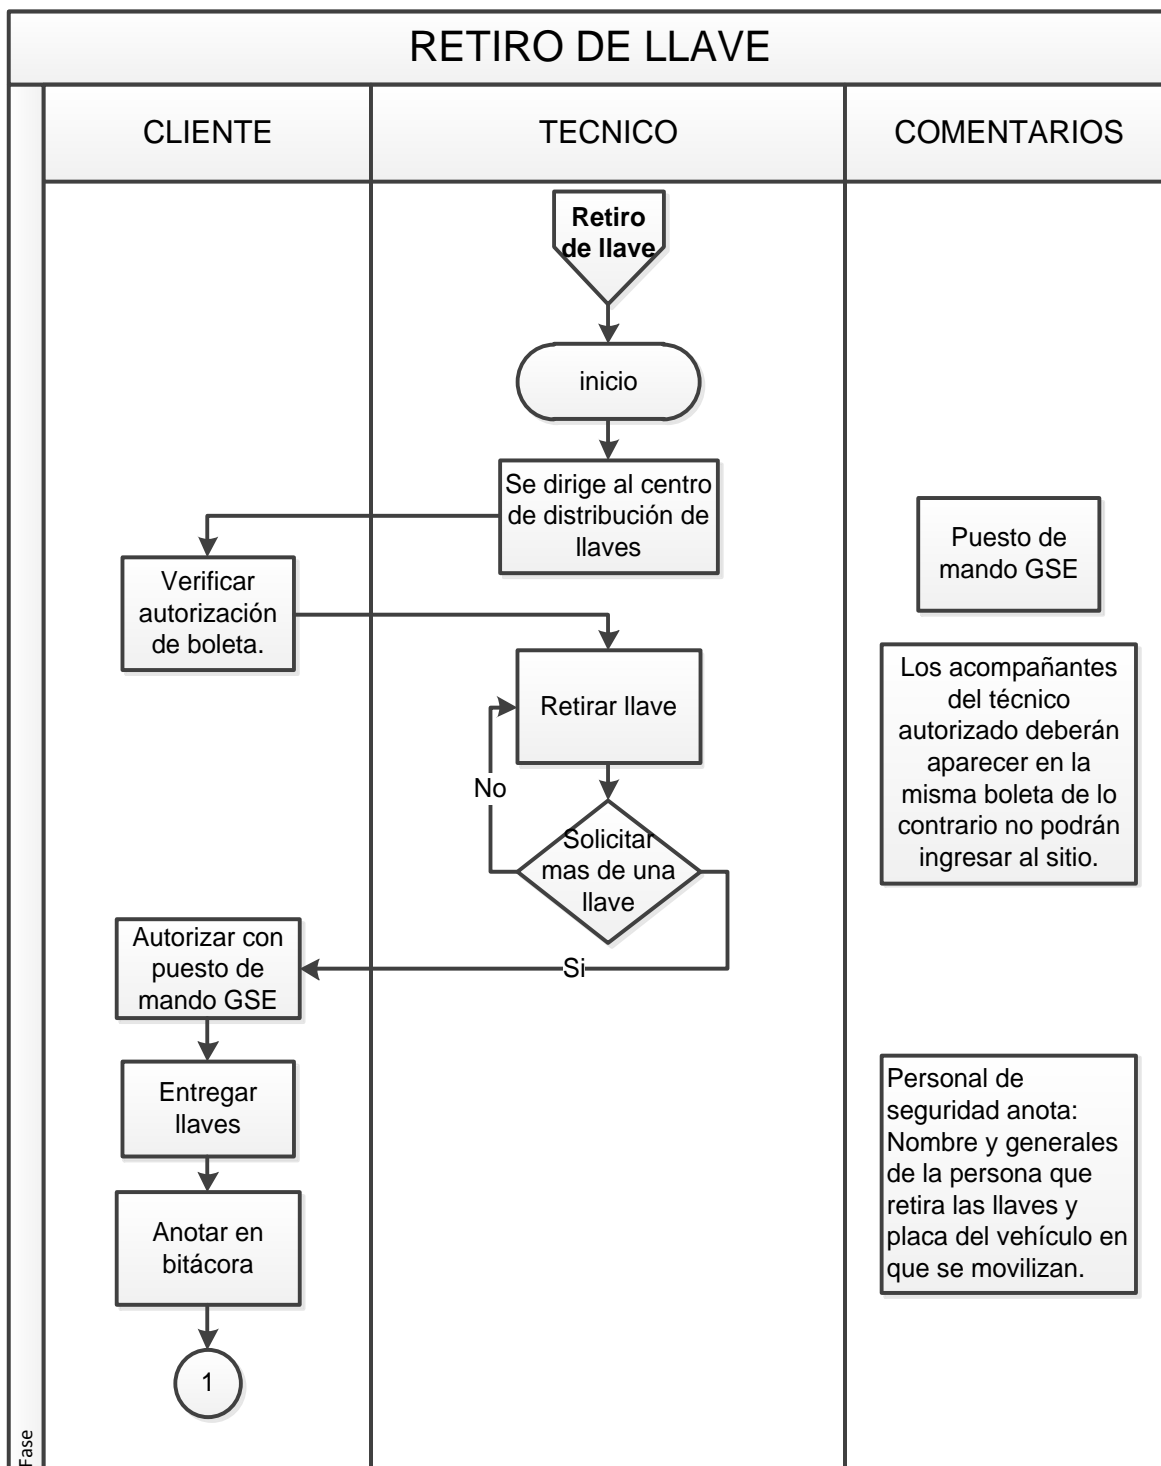 RETIRO DE LLAVE
CLIENTE
TECNICO
COMENTARIOS
Retiro
de llave
inicio
Se dirige al centro
de distribución de
llaves
Puesto de
mando GSE
Verificar
autorización
de boleta.
Retirar llave
Los acompañantes
del técnico
autorizado deberán
aparecer en la
misma boleta de lo
contrario no podrán
ingresar al sitio.
No
Solicitar
mas de una
llave
Autorizar con
puesto de
mando GSE
Si
Entregar
llaves
Personal de
seguridad anota:
Nombre y generales
de la persona que
retira las llaves y
placa del vehículo en
que se movilizan.
Anotar en
bitácora
1
Fase